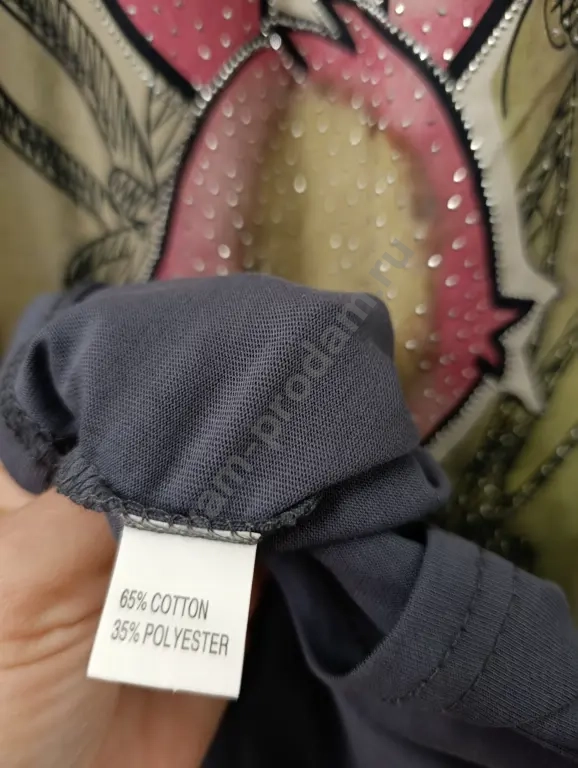 am-prodam.ru
65% COTTON
35% POLYESTER